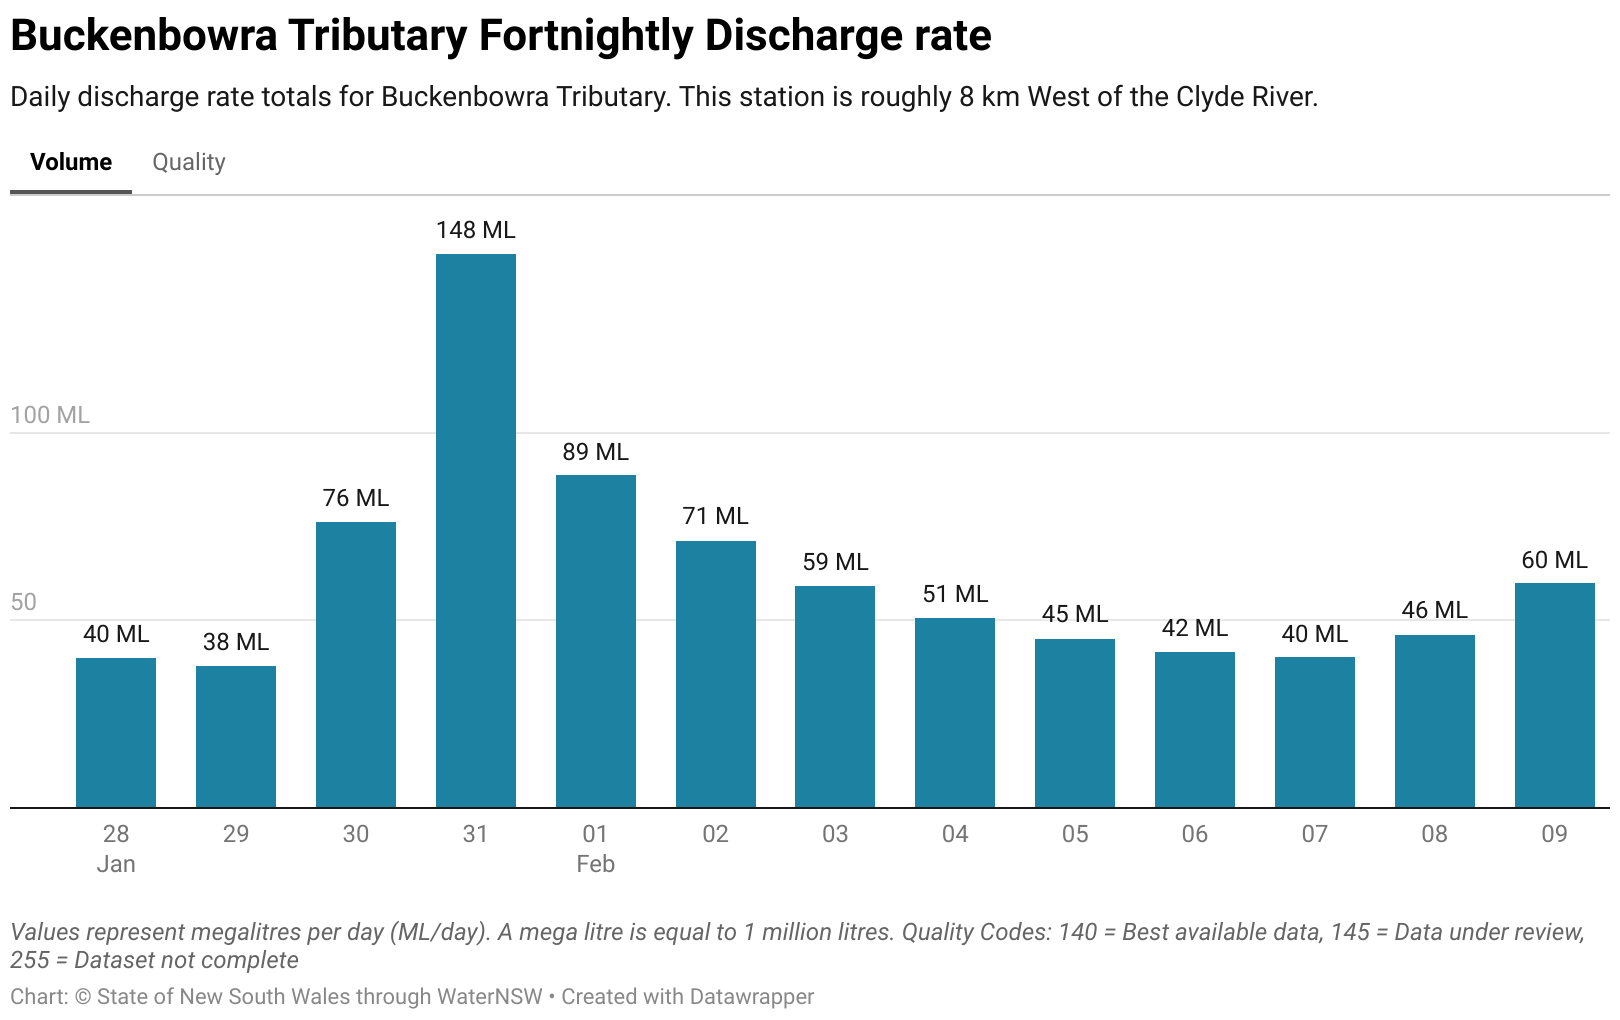 Buckenbowra Tributary Fortnightly Discharge rate
Daily discharge rate totals for Buckenbowra Tributary. This station is roughly 8 km West of the Clyde River.
Volume Quality
148 ML
100 ML
89 ML
76 ML
71 ML
59 ML
60 ML
51 ML
50
45 ML
46 ML
40 ML
38 ML
42 ML
40 ML
28 29 30 31 01 02 03 04 05 06 07 08 09
Jan Feb
Values represent megalitres per day (ML/day). A mega litre is equal to 1 million litres. Quality Codes: 140 = Best available data, 145 = Data under review,
255 = Dataset not complete
Chart: © State of New South Wales through WaterNSW • Created with Datawrapper